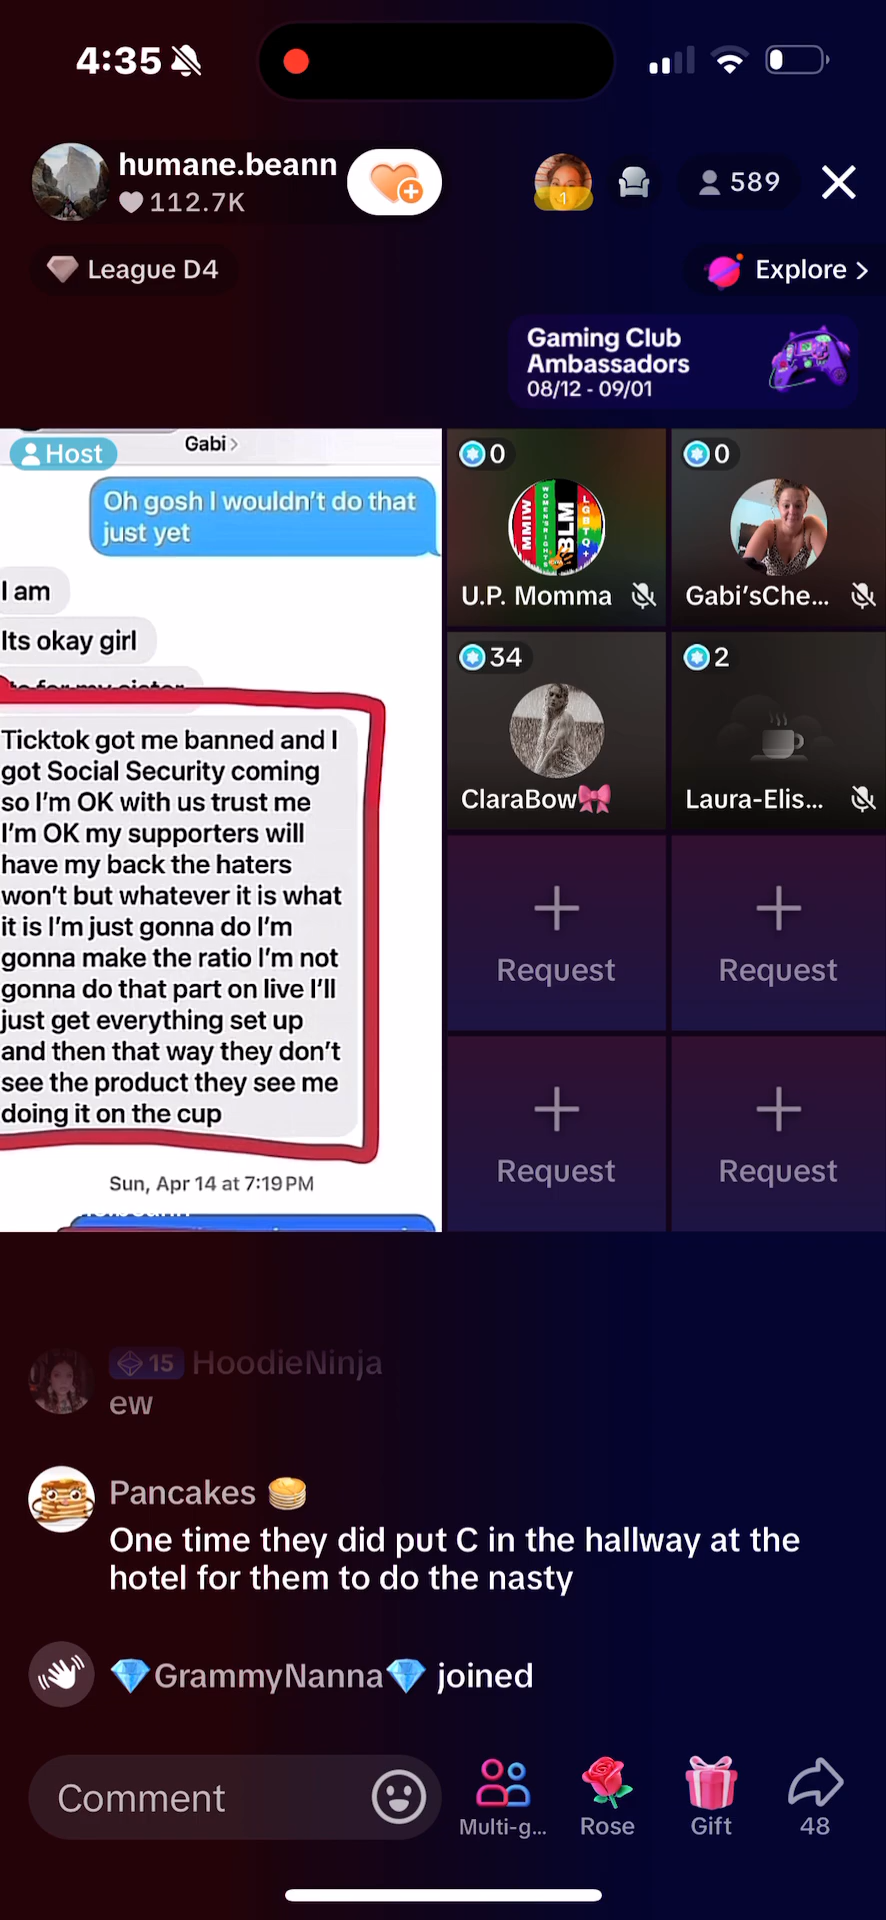 4:35
humane.beann
112.7K
1
589
League D4
Explore >
Gaming Club
Ambassadors
08/12 - 09/01
Host
Gabi >
Oh gosh I wouldn't do that
just yet
I am
Its okay girl
Ticktok got me banned and I
got Social Security coming
so I'm OK with us trust me
I'm OK my supporters will
have my back the haters
won't but whatever it is what
it is I'm just gonna do I'm
gonna make the ratio I'm not
gonna do that part on live I'll
just get everything set up
and then that way they don't
see the product they see me
doing it on the cup
Sun, Apr 14 at 7:19 PM
0
MMIW
WOMEN'S RIGHTS
BLM
LGBTQ+
U.P. Momma
0
Gabi'sChe...
34
ClaraBow🎀
2
Laura-Elis...
Request
Request
Request
Request
15 HoodieNinja
ew
Pancakes 🥞
One time they did put C in the hallway at the
hotel for them to do the nasty
💎GrammyNanna💎 joined
Comment
Multi-g...
Rose
Gift
48